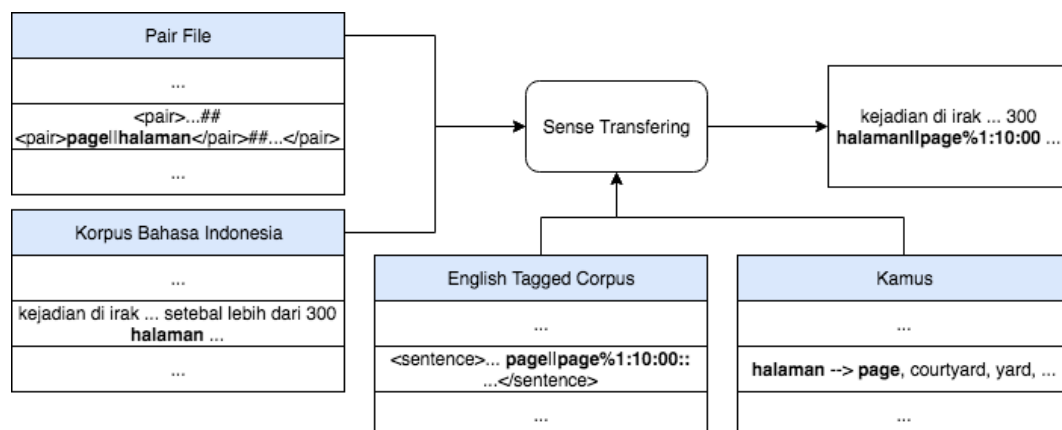 Pair File
...
<pair>...##
<pair>page||halaman</pair>##...</pair>
...
Korpus Bahasa Indonesia
...
kejadian di irak ... setebal lebih dari 300
halaman ...
...
Sense Transfering
kejadian di irak ... 300
halaman||page%1:10:00 ...
English Tagged Corpus
...
<sentence>... page||page%1:10:00::
...</sentence>
...
Kamus
...
halaman --> page, courtyard, yard, ...
...